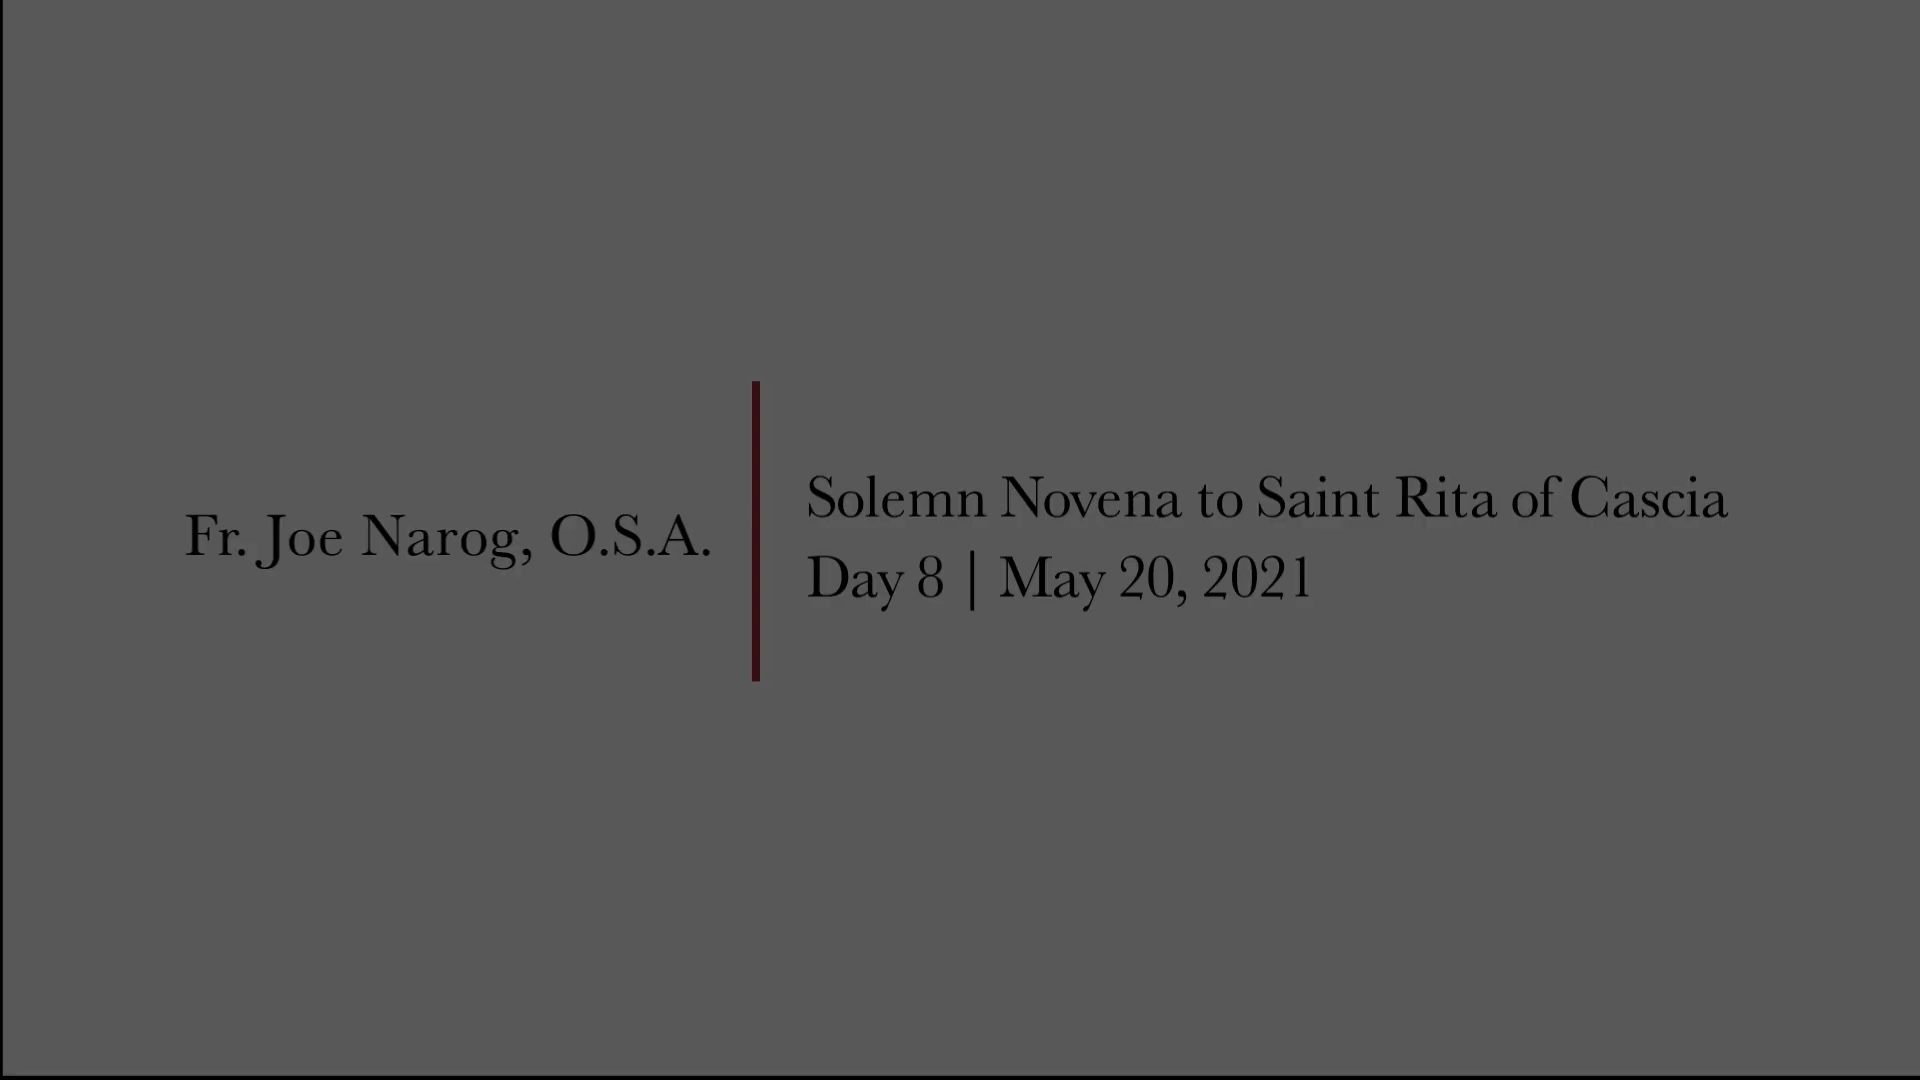 Fr. Joe Narog, O.S.A.
Solemn Novena to Saint Rita of Cascia
Day 8 | May 20, 2021